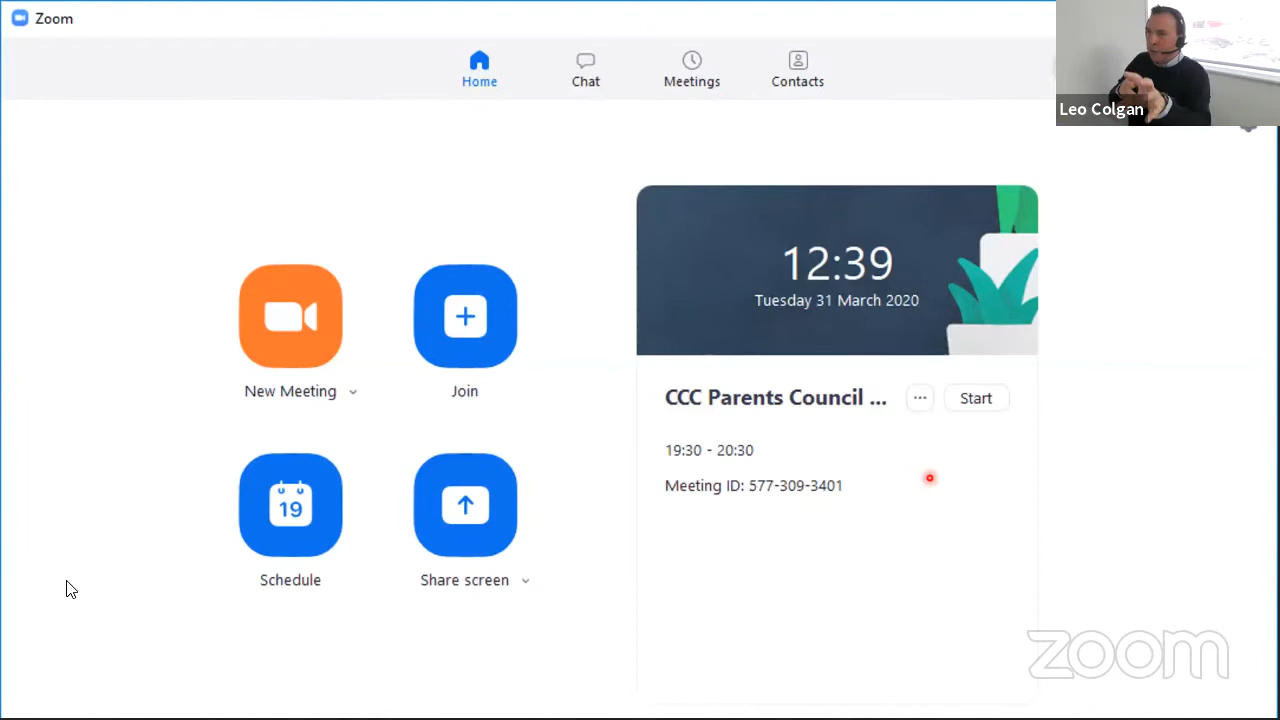 Zoom
Home
Chat
Meetings
Contacts
Leo Colgan
12:39
Tuesday 31 March 2020
New Meeting
Join
CCC Parents Council ...
Start
19:30 - 20:30
Meeting ID: 577-309-3401
19
Schedule
Share screen
zoom